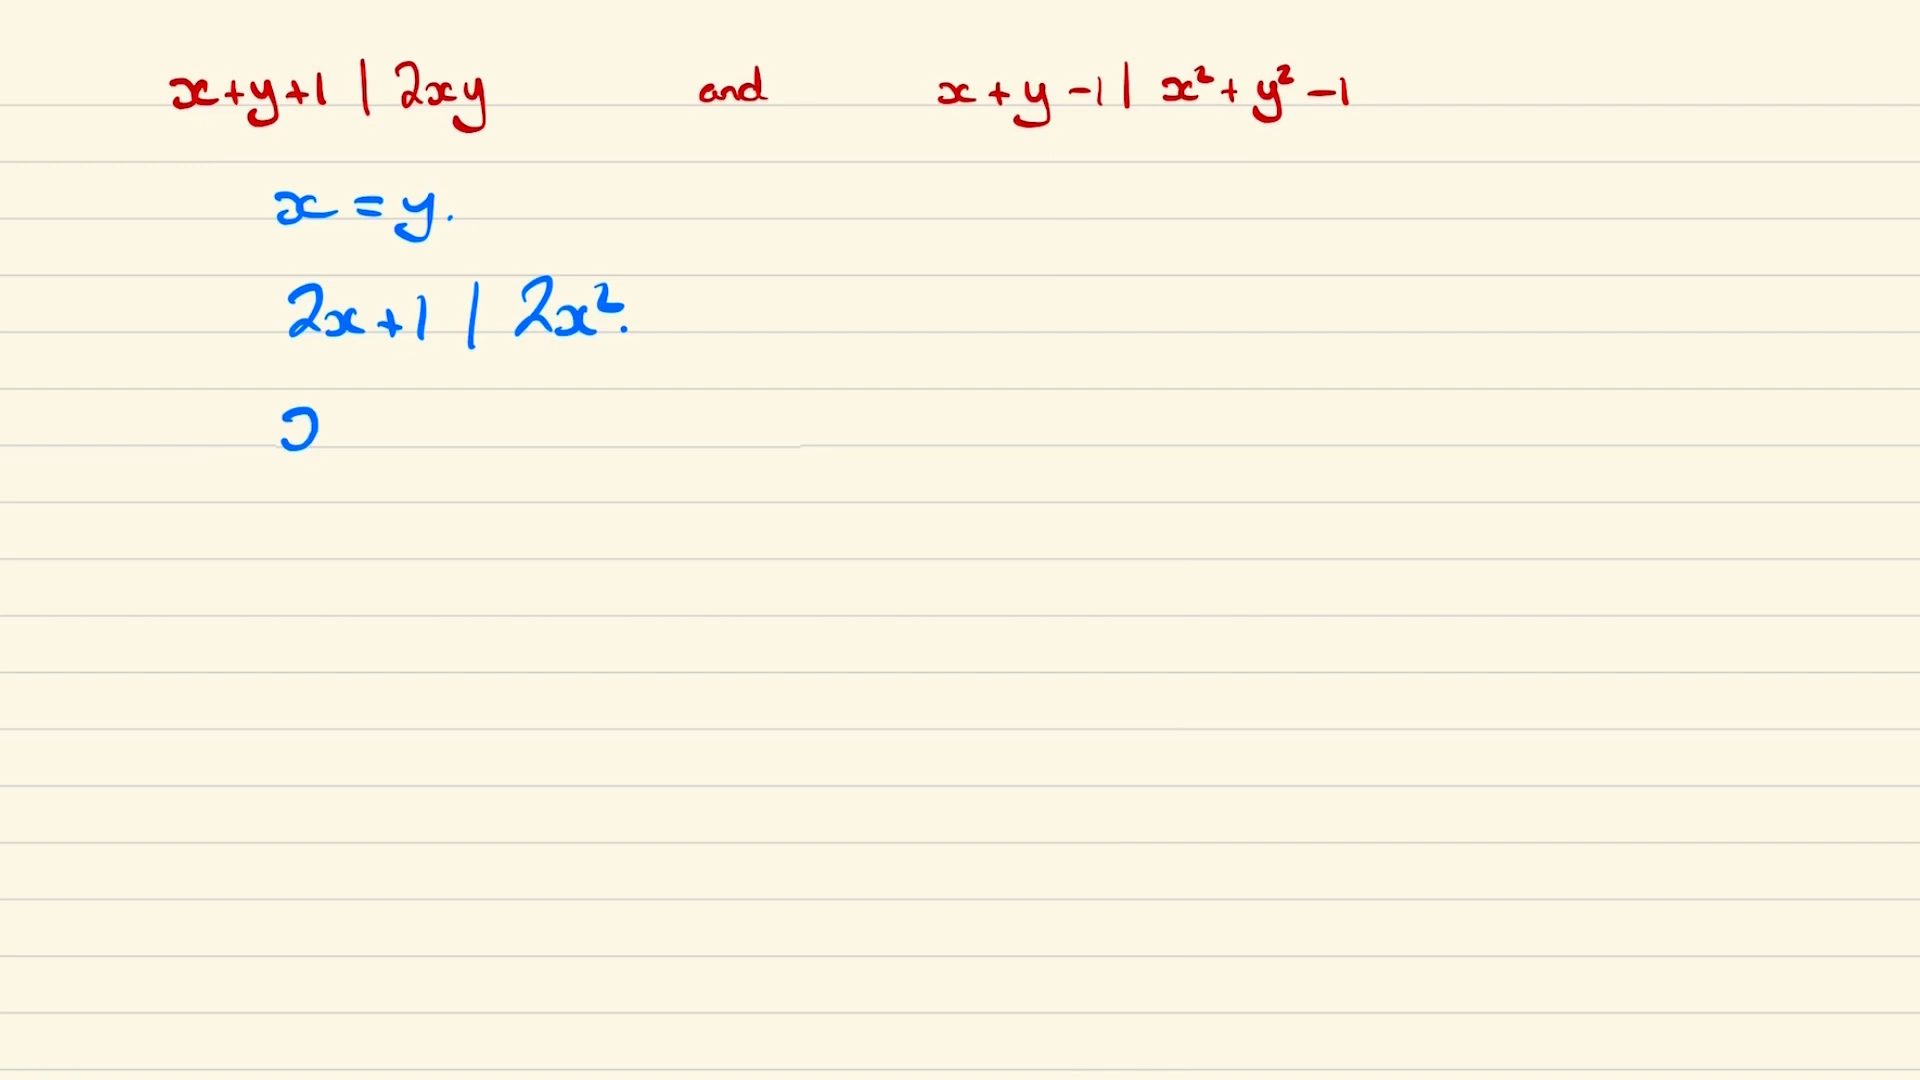 x+y+1 | 2xy and x+y-1 | x²+y²-1
x = y.
2x+1 | 2x².